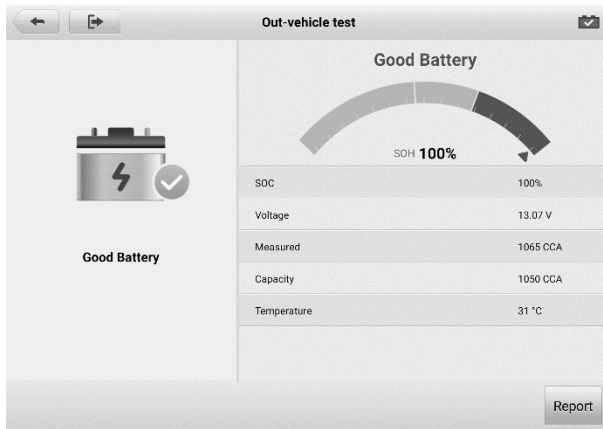 Out-vehicle test
Good Battery
SOH 100%
SOC 100%
Voltage 13.07 V
Measured 1065 CCA
Capacity 1050 CCA
Temperature 31 °C
Good Battery
Report